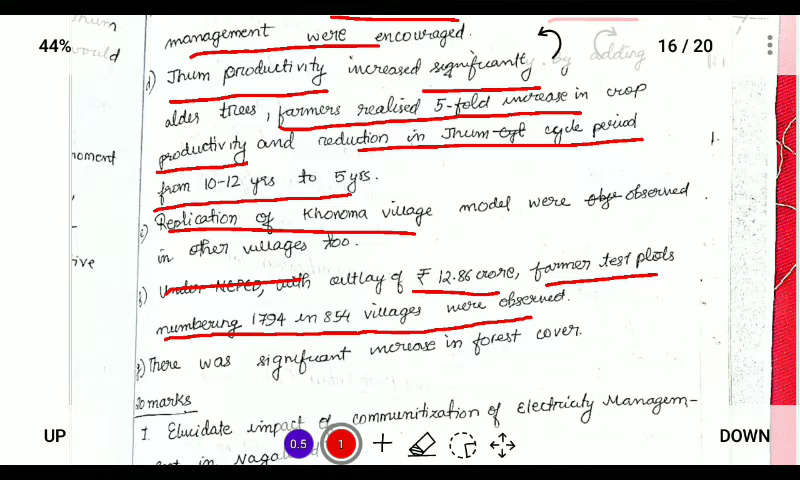 44%
16 / 20
would
management were encouraged.
d) Jhum productivity increased significantly by adding
alder trees, farmers realised 5-fold increase in crop
productivity and reduction in Jhum cycle period
from 10-12 yrs to 5 yrs.
e) Replication of Khonoma village model were observed
in other villages too.
f) Under NEPED, with outlay of ₹ 12.86 crore, farmer test plots
numbering 1794 in 854 villages were observed.
g) There was significant increase in forest cover.
20 marks
1. Elucidate impact of communitization of Electricity Managem-
in
UP
0.5
1
DOWN